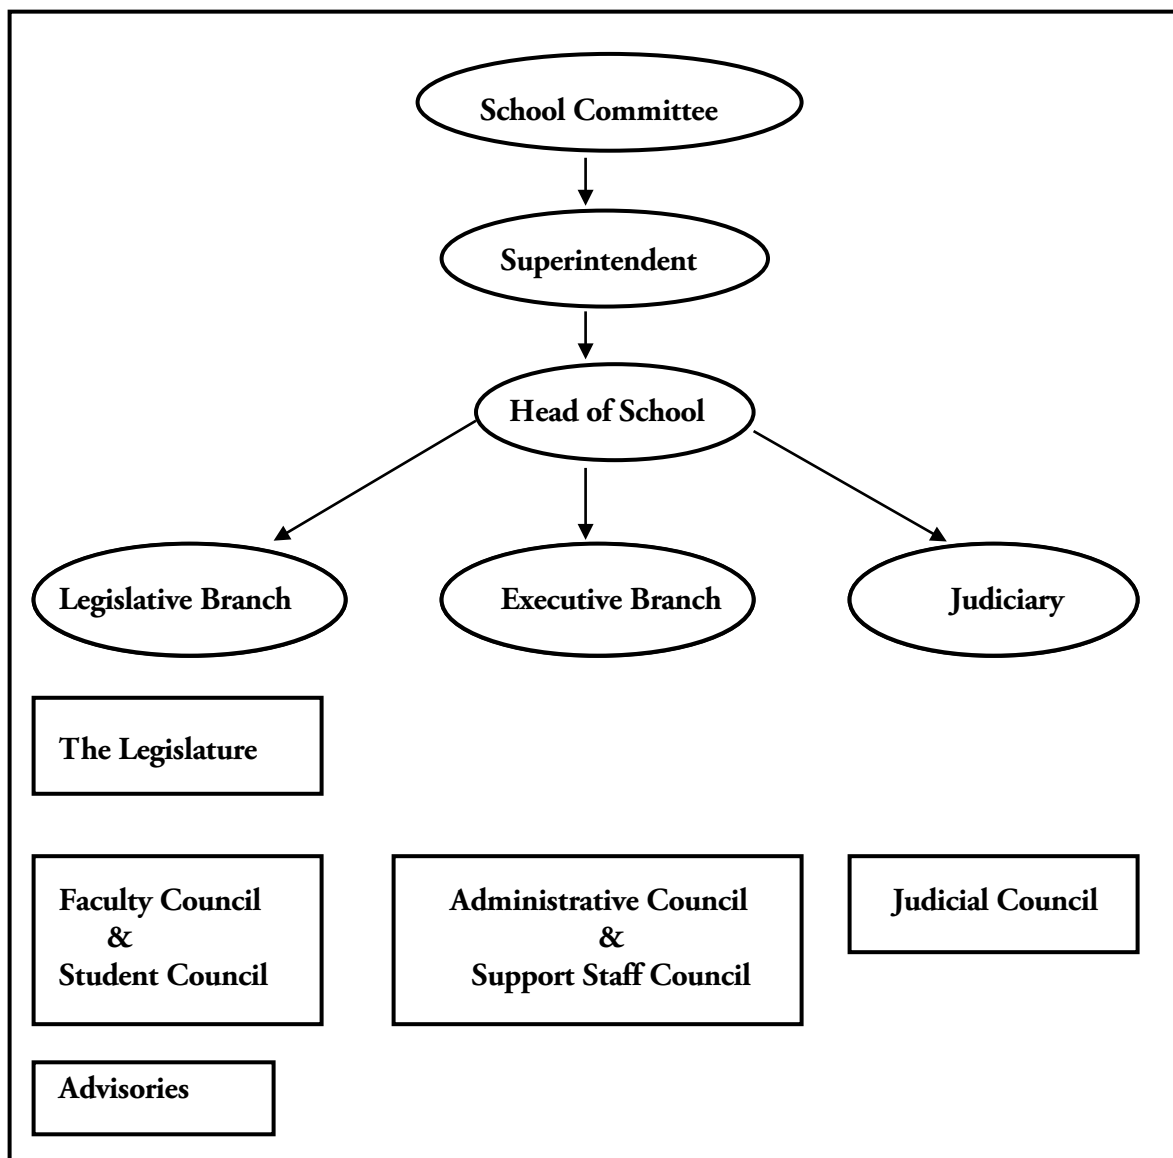 School Committee
Superintendent
Head of School
Legislative Branch
Executive Branch
Judiciary
The Legislature
Faculty Council
&
Student Council
Administrative Council
&
Support Staff Council
Judicial Council
Advisories